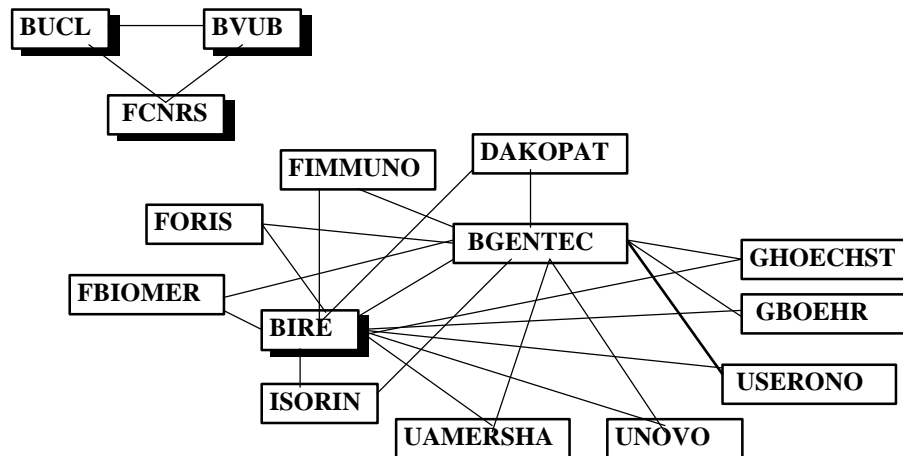 BUCL
BVUB
FCNRS
DAKOPAT
FIMMUNO
FORIS
BGENTEC
GHOECHST
FBIOMER
GBOEHR
BIRE
USERONO
ISORIN
UAMERSHA
UNOVO